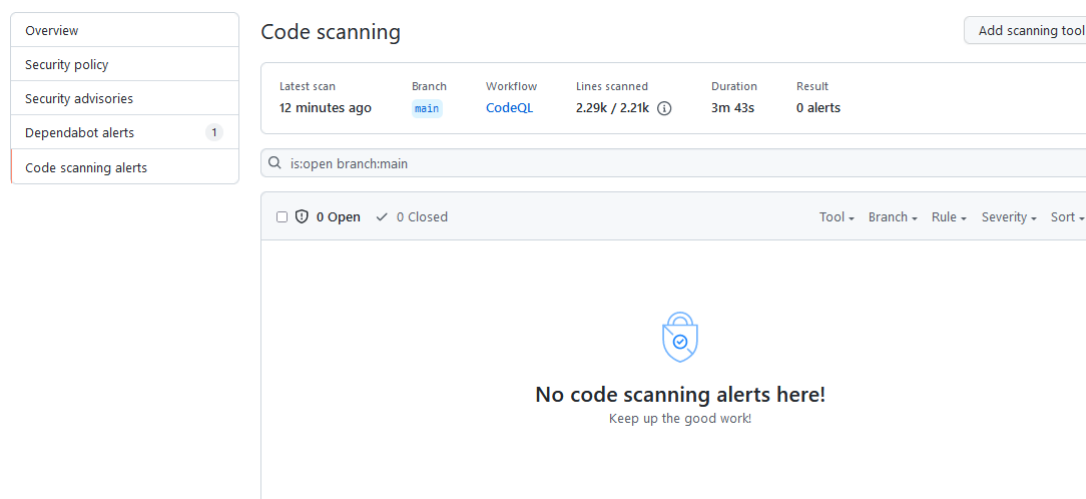 Overview
Security policy
Security advisories
Dependabot alerts 1
Code scanning alerts
Code scanning
Add scanning tool
Latest scan Branch Workflow Lines scanned Duration Result
12 minutes ago main CodeQL 2.29k / 2.21k 3m 43s 0 alerts
is:open branch:main
0 Open 0 Closed Tool Branch Rule Severity Sort
No code scanning alerts here!
Keep up the good work!